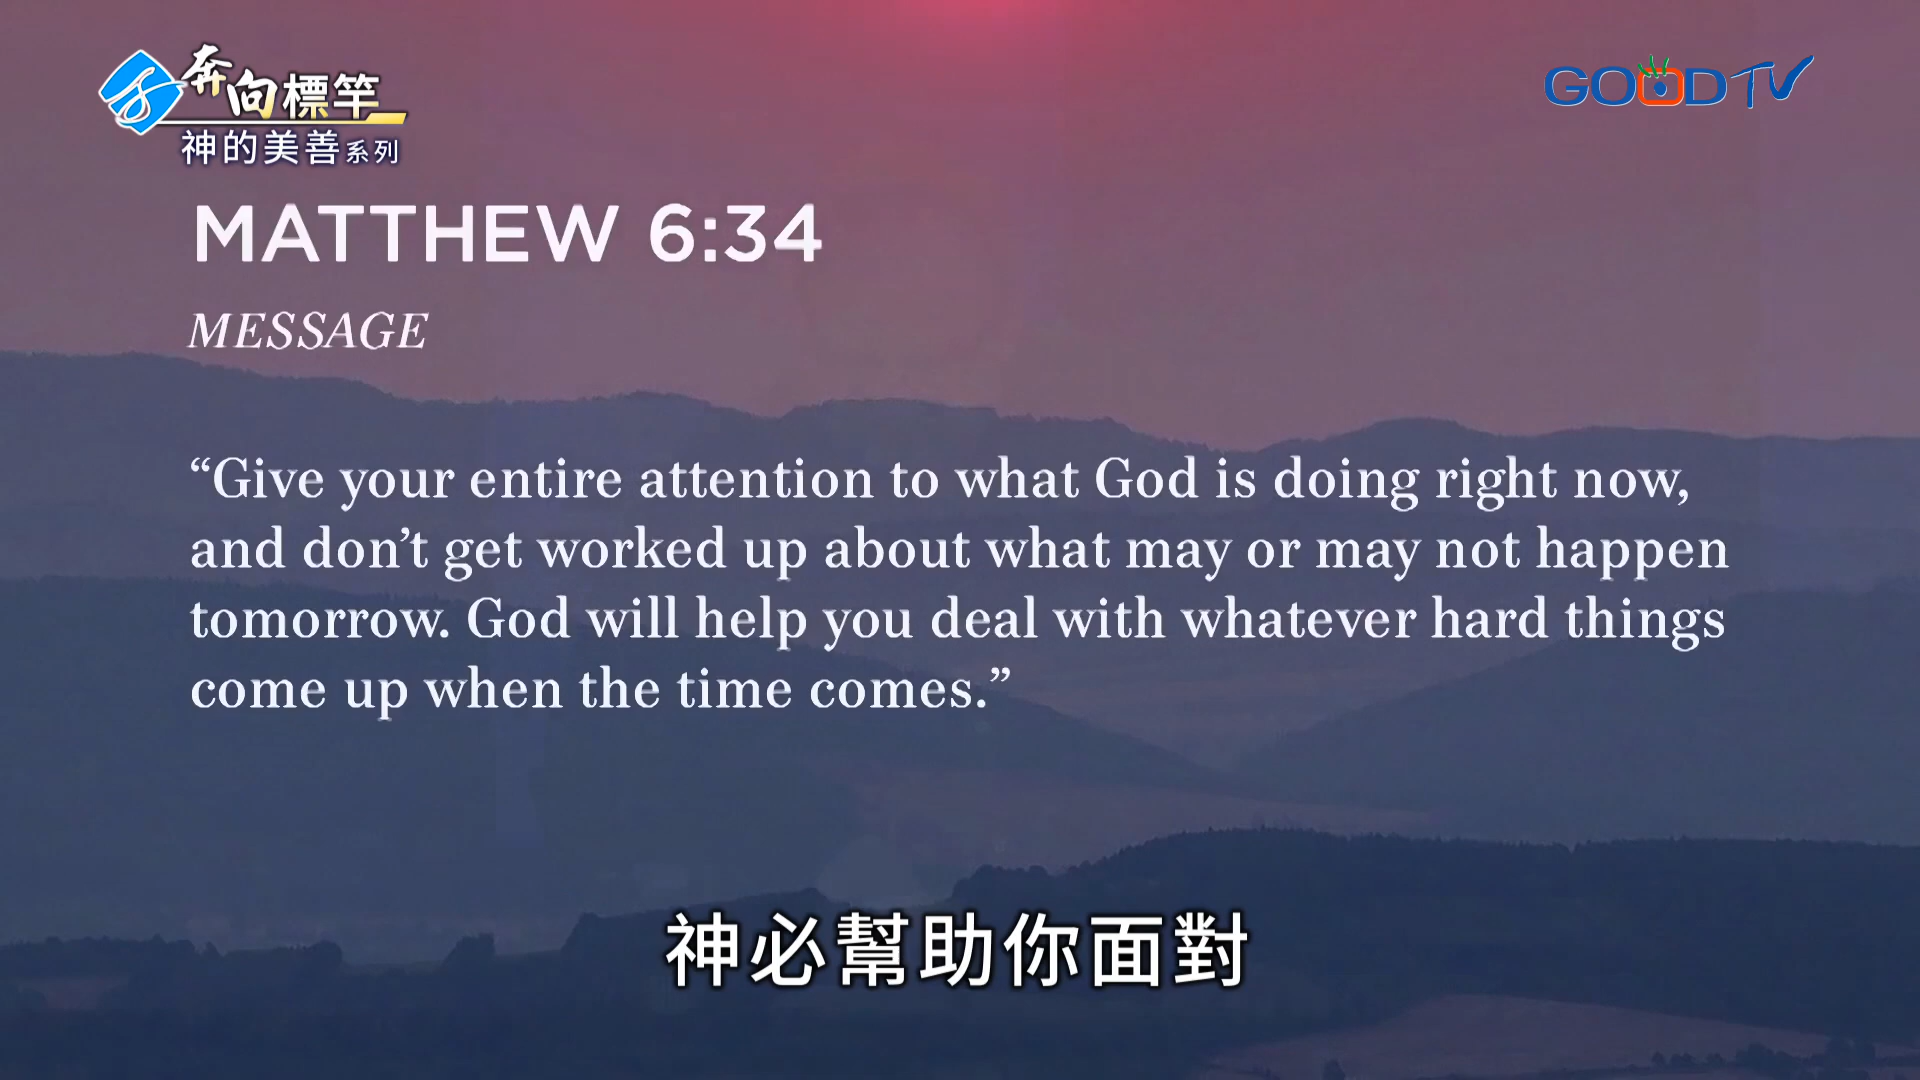 奔向標竿
神的美善系列
GOOD TV
MATTHEW 6:34
MESSAGE
“Give your entire attention to what God is doing right now,
and don’t get worked up about what may or may not happen
tomorrow. God will help you deal with whatever hard things
come up when the time comes.”
神必幫助你面對